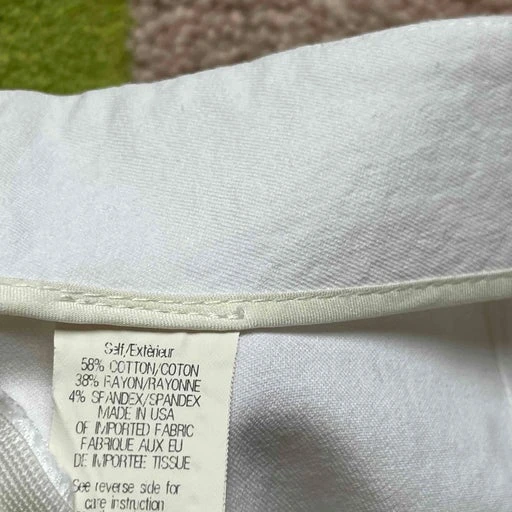 Self/Extérieur
58% COTTON/COTON
38% RAYON/RAYONNE
4% SPANDEX/SPANDEX
MADE IN USA
OF IMPORTED FABRIC
FABRIQUE AUX EU
DE IMPORTEE TISSUE
See reverse side for
care instruction